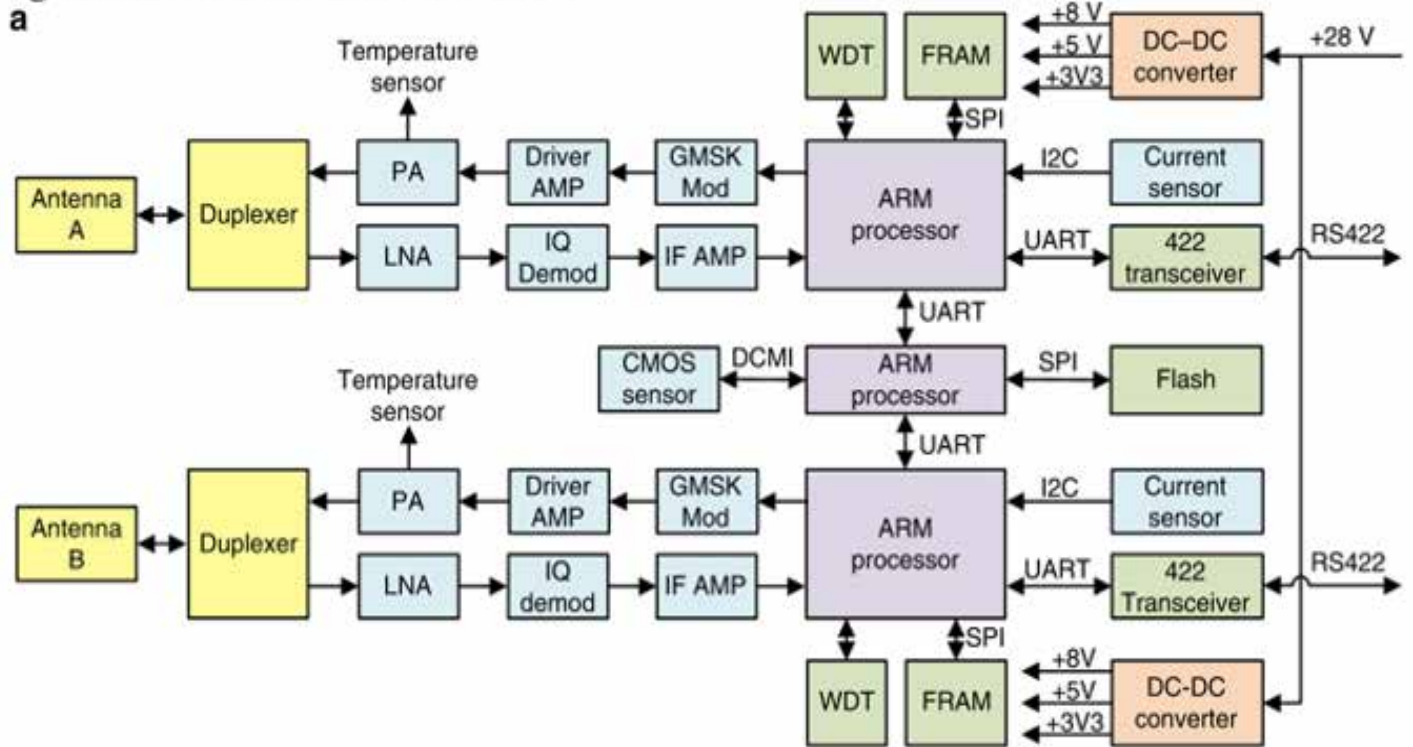 a
+8 V
WDT
FRAM
+5 V
DC–DC
converter
+28 V
+3V3
Temperature
sensor
SPI
PA
Driver
AMP
GMSK
Mod
I2C
Current
sensor
Antenna
A
Duplexer
ARM
processor
LNA
IQ
Demod
IF AMP
UART
422
transceiver
RS422
UART
CMOS
sensor
DCMI
ARM
processor
SPI
Flash
Temperature
sensor
UART
PA
Driver
AMP
GMSK
Mod
I2C
Current
sensor
Antenna
B
Duplexer
ARM
processor
LNA
IQ
demod
IF AMP
UART
422
Transceiver
RS422
SPI
WDT
FRAM
+8V
+5V
+3V3
DC-DC
converter